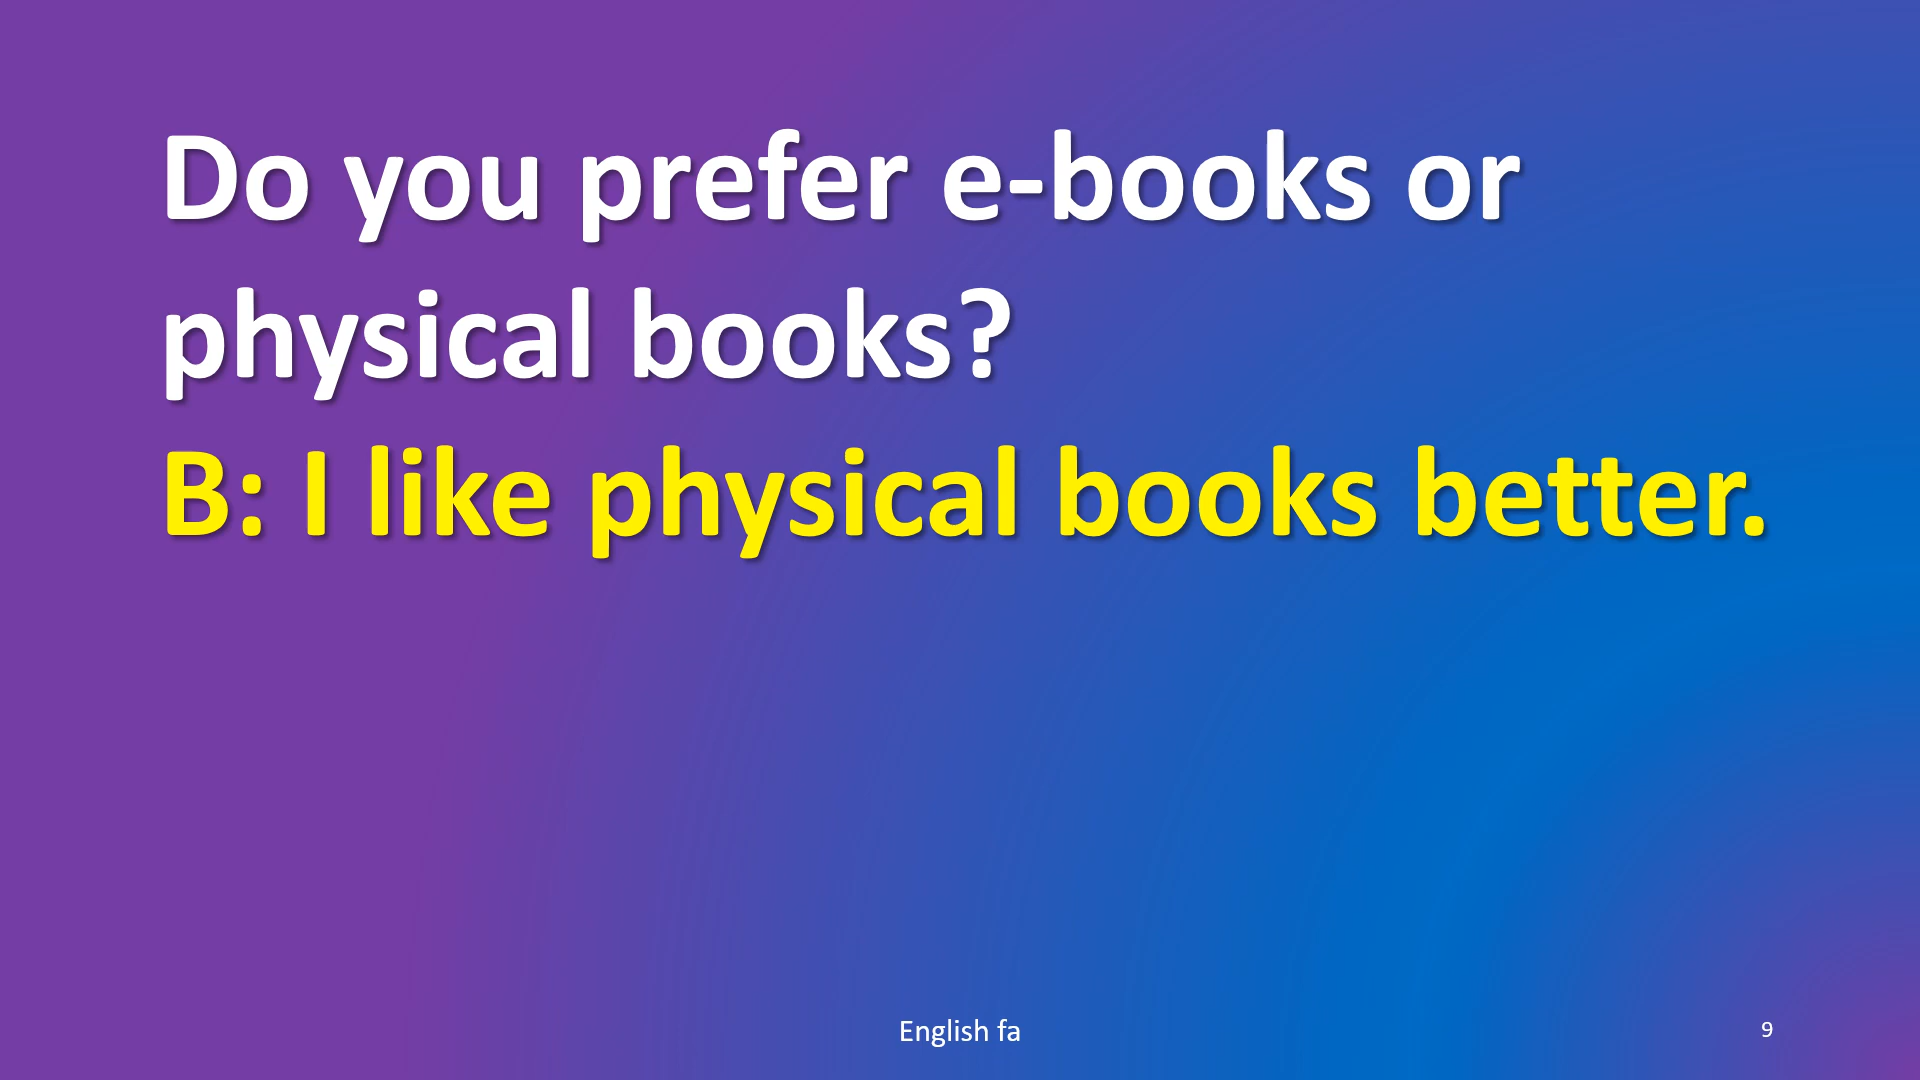 Do you prefer e-books or
physical books?
B: I like physical books better.
English fa
9